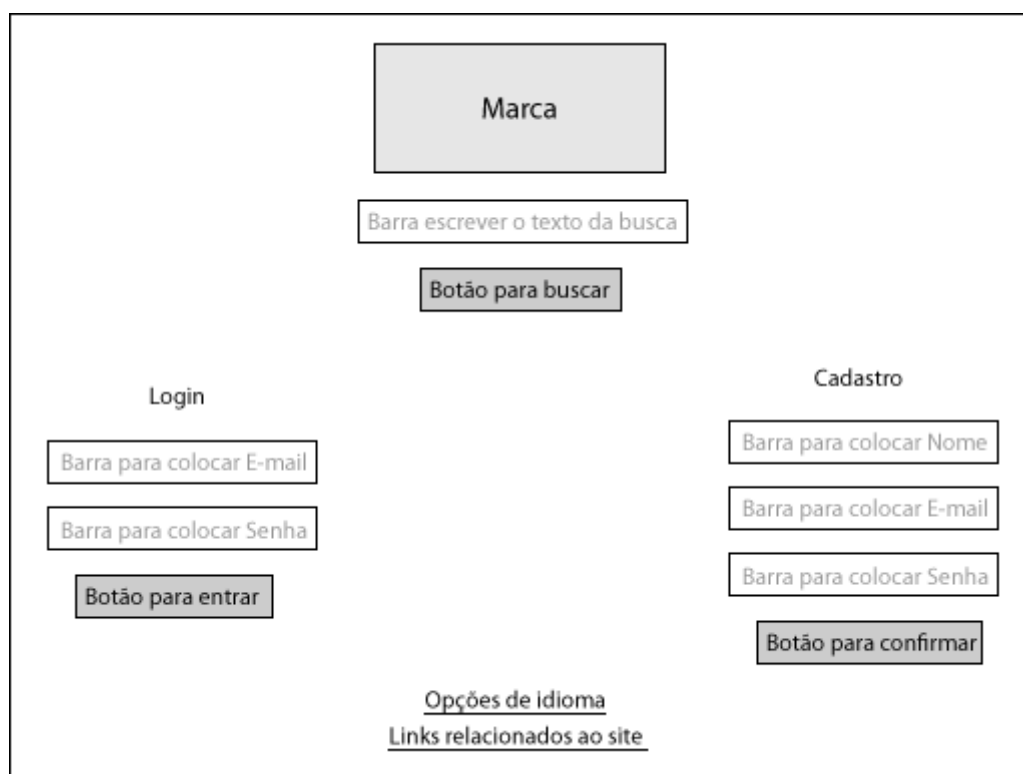 Marca
Barra escrever o texto da busca
Botão para buscar
Login
Barra para colocar E-mail
Barra para colocar Senha
Botão para entrar
Cadastro
Barra para colocar Nome
Barra para colocar E-mail
Barra para colocar Senha
Botão para confirmar
Opções de idioma
Links relacionados ao site